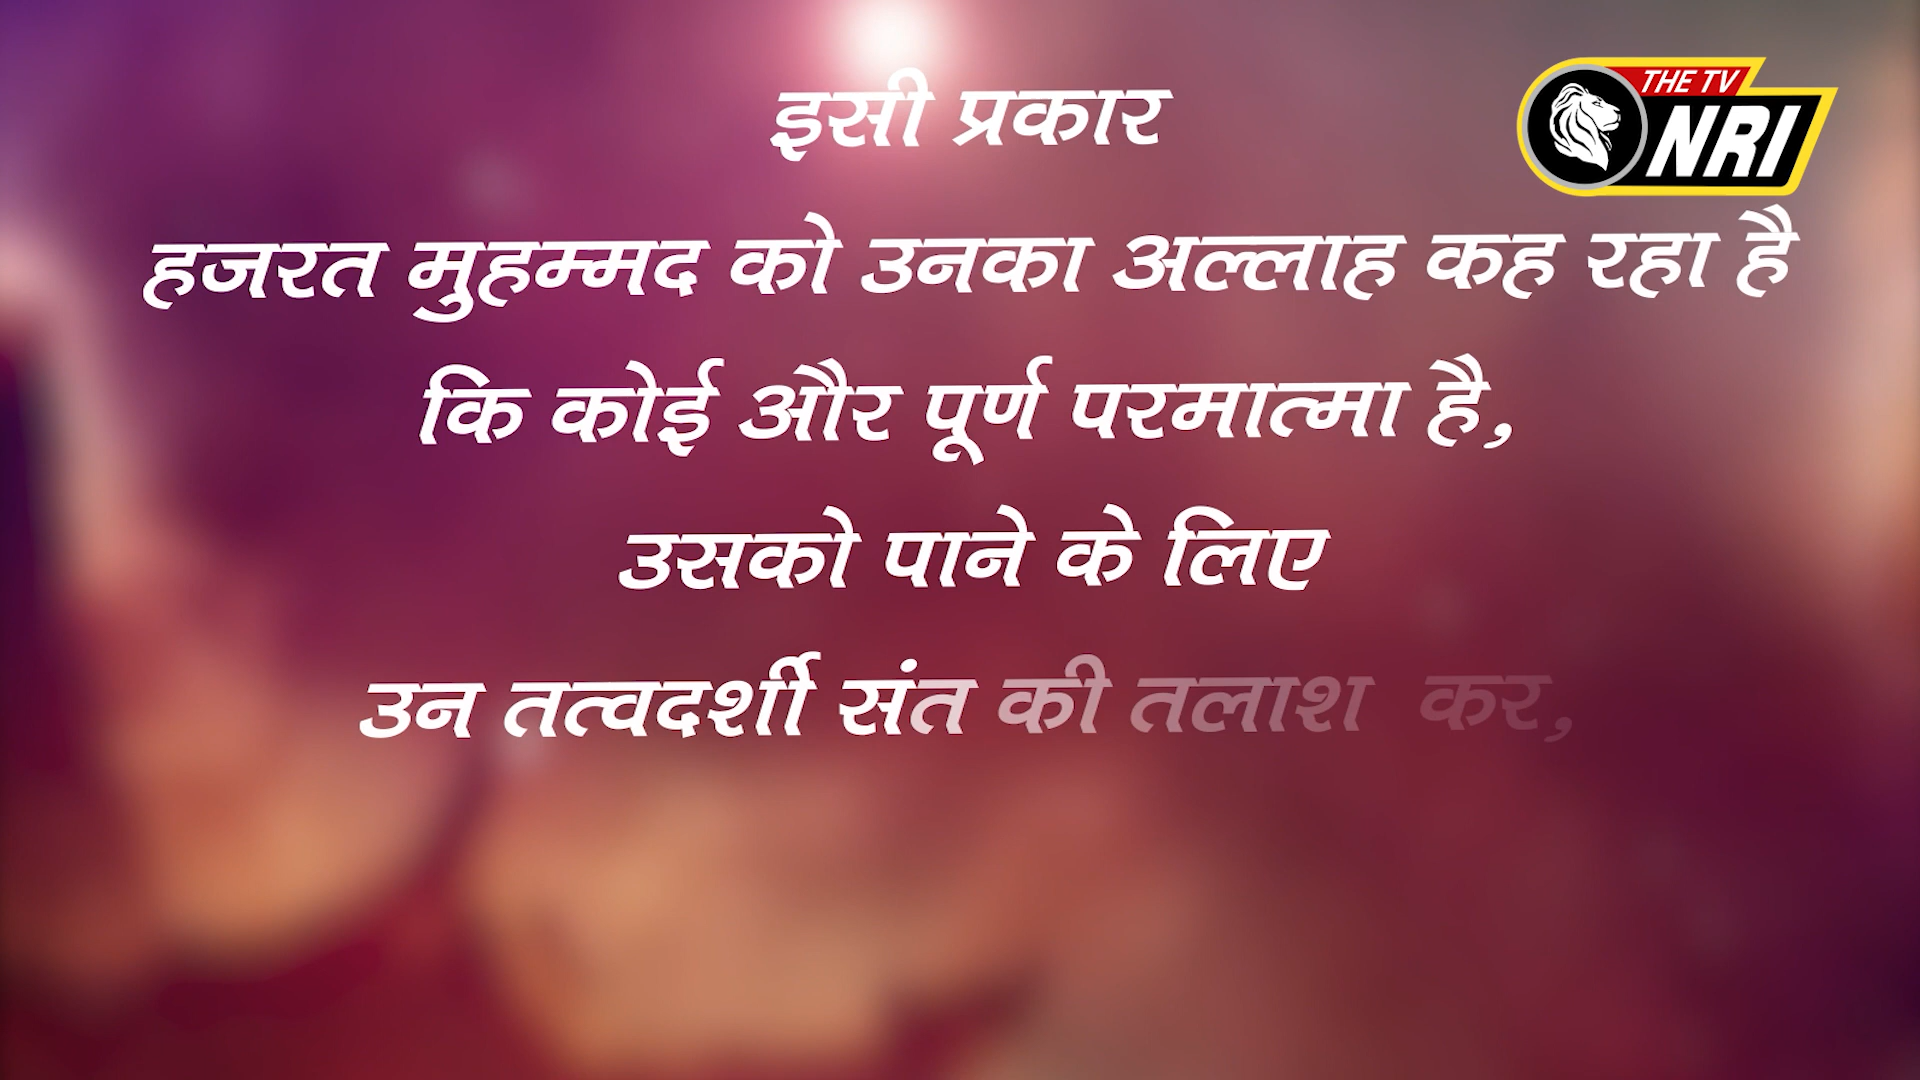 THE TV
NRI
इसी प्रकार
हजरत मुहम्मद को उनका अल्लाह कह रहा है
कि कोई और पूर्ण परमात्मा है,
उसको पाने के लिए
उन तत्वदर्शी संत की तलाश कर,